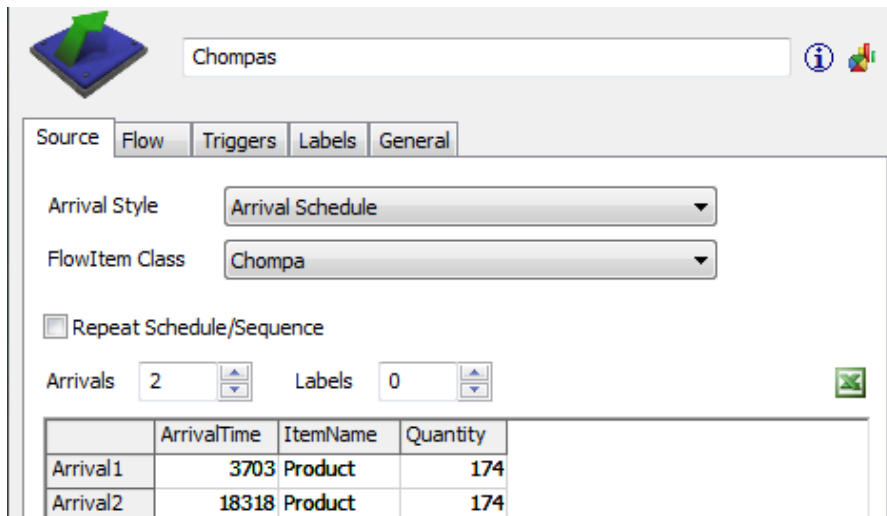 Chompas
Source Flow Triggers Labels General
Arrival Style Arrival Schedule
FlowItem Class Chompa
Repeat Schedule/Sequence
Arrivals 2 Labels 0
ArrivalTime ItemName Quantity
Arrival1 3703 Product 174
Arrival2 18318 Product 174